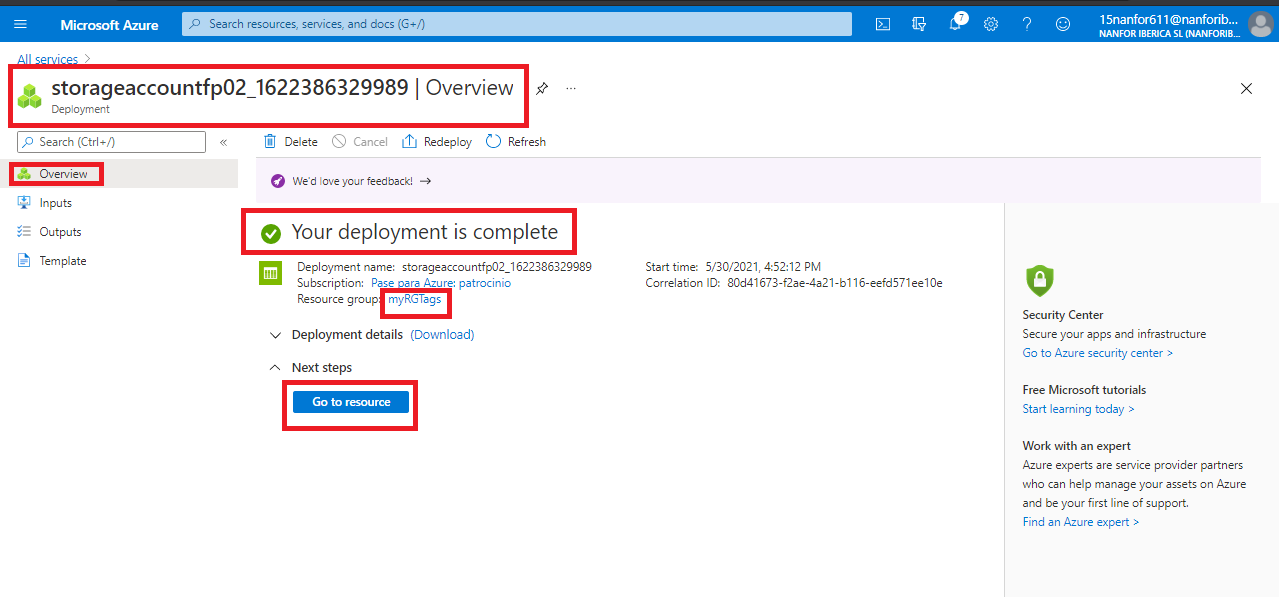 Microsoft Azure
Search resources, services, and docs (G+/)
7
15nanfor611@nanforib...
NANFOR IBERICA SL (NANFORIB...
All services >
storageaccountfp02_1622386329989 | Overview
...
Deployment
Search (Ctrl+/)
«
Delete
Cancel
Redeploy
Refresh
Overview
Inputs
Outputs
Template
We'd love your feedback! →
Your deployment is complete
Deployment name: storageaccountfp02_1622386329989
Subscription: Pase para Azure: patrocinio
Resource group: myRGTags
Start time: 5/30/2021, 4:52:12 PM
Correlation ID: 80d41673-f2ae-4a21-b116-eefd571ee10e
Deployment details (Download)
Next steps
Go to resource
Security Center
Secure your apps and infrastructure
Go to Azure security center >
Free Microsoft tutorials
Start learning today >
Work with an expert
Azure experts are service provider partners
who can help manage your assets on Azure
and be your first line of support.
Find an Azure expert >